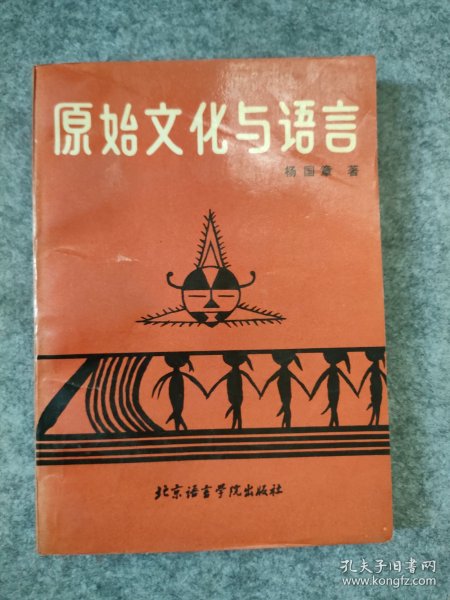 原始文化与语言
杨国章 著
北京语言学院出版社
孔夫子旧书网
www.kongfz.com